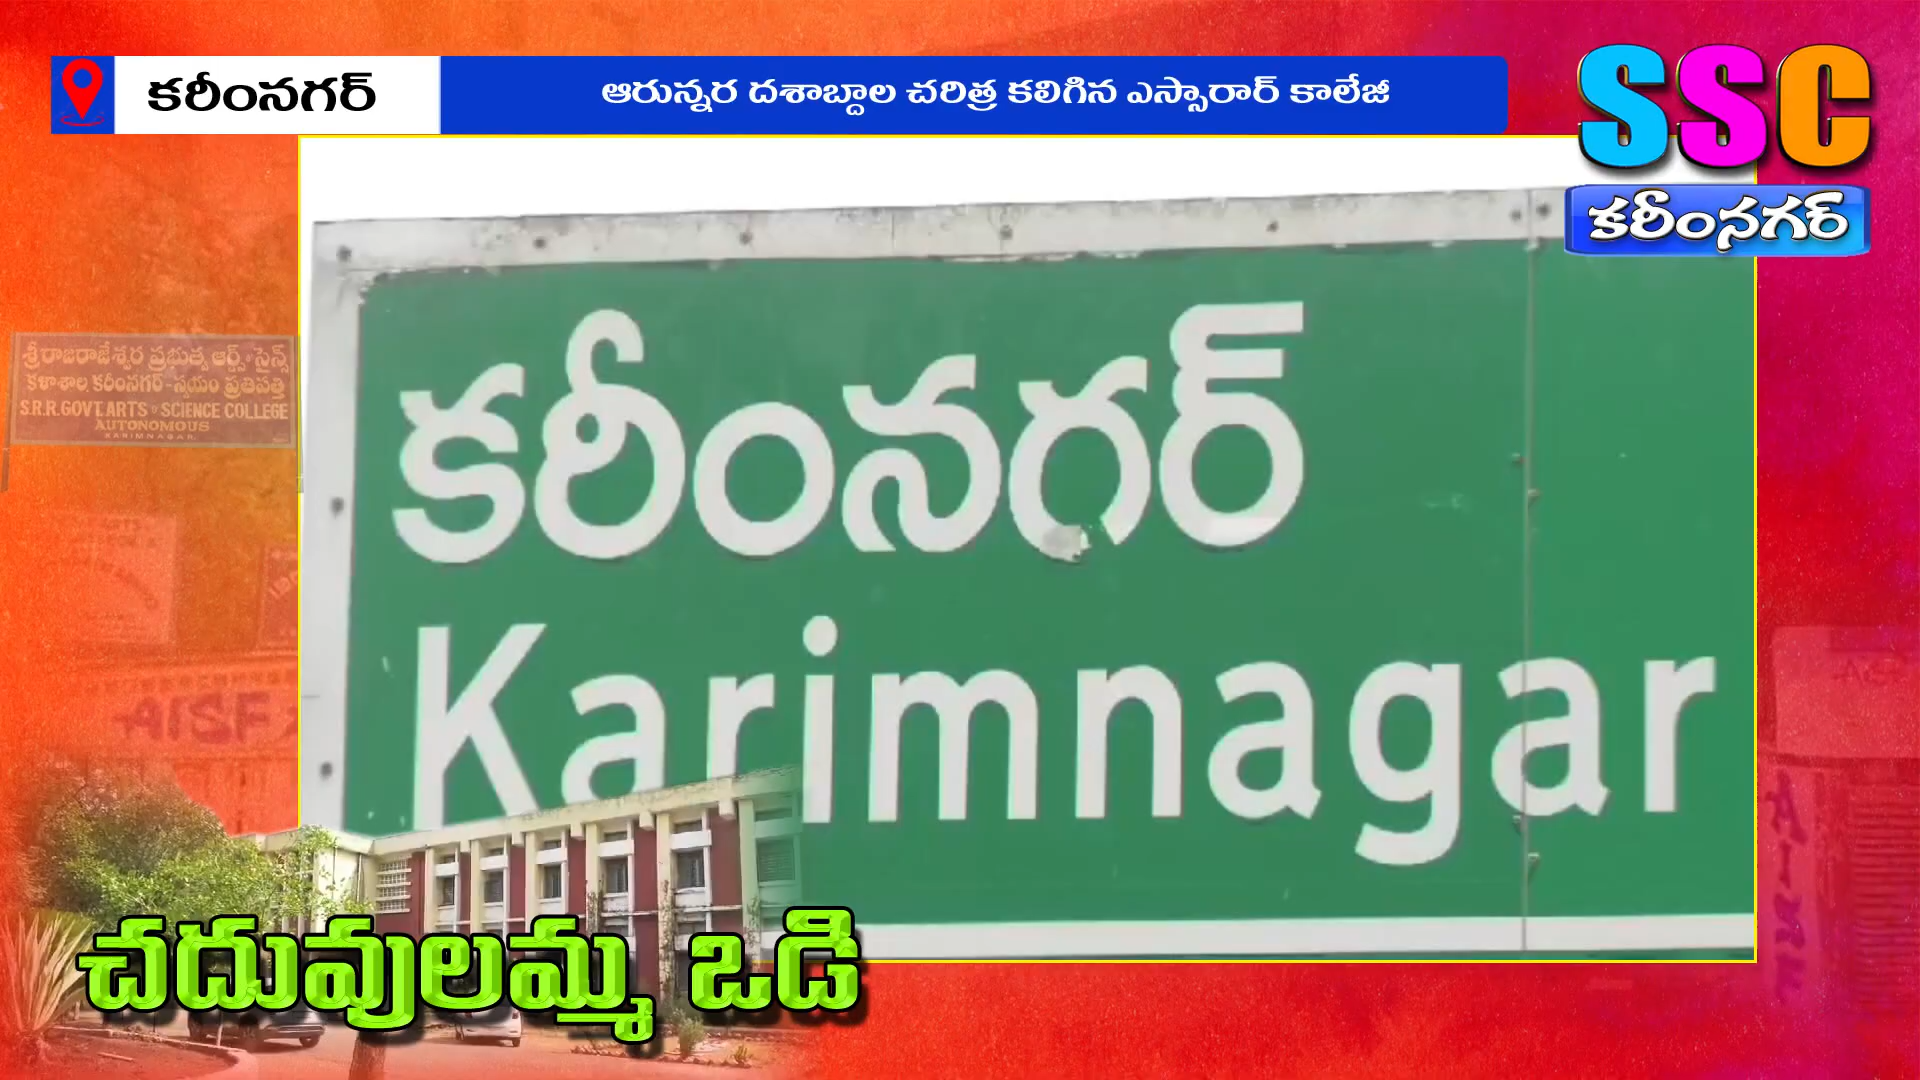 కరీంనగర్
ఆరున్నర దశాబ్దాల చరిత్ర కలిగిన ఎస్సారార్ కాలేజీ
SSC
కరీంనగర్
కరీంనగర్
Karimnagar
శ్రీ రాజరాజేశ్వర ప్రభుత్వ ఆర్ట్స్ & సైన్స్
కళాశాల, కరీంనగర్ - స్వయం ప్రతిపత్తి
S.R.R. GOVT. ARTS & SCIENCE COLLEGE
AUTONOMOUS
KARIMNAGAR.
AISF
చదువులమ్మ ఒడి